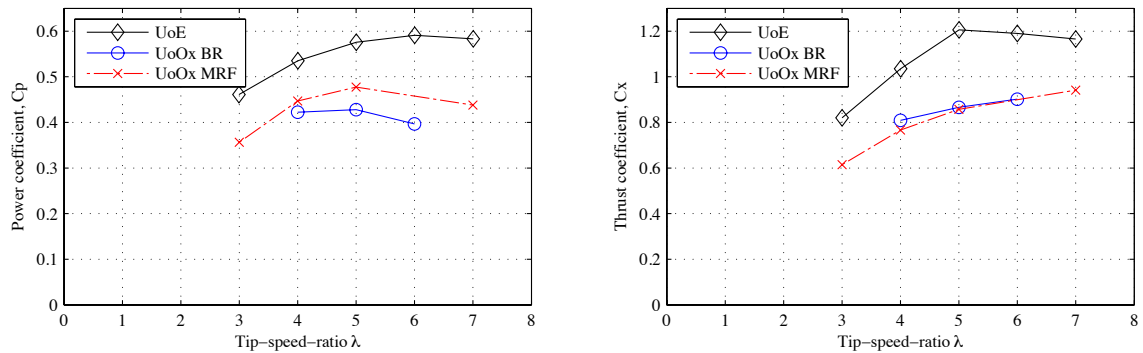 0.6
0.5
0.4
0.3
0.2
0.1
0
0 1 2 3 4 5 6 7 8
Power coefficient, Cp
Tip−speed−ratio λ
UoE
UoOx BR
UoOx MRF
1.2
1
0.8
0.6
0.4
0.2
0
0 1 2 3 4 5 6 7 8
Thrust coefficient, Cx
Tip−speed−ratio λ
UoE
UoOx BR
UoOx MRF